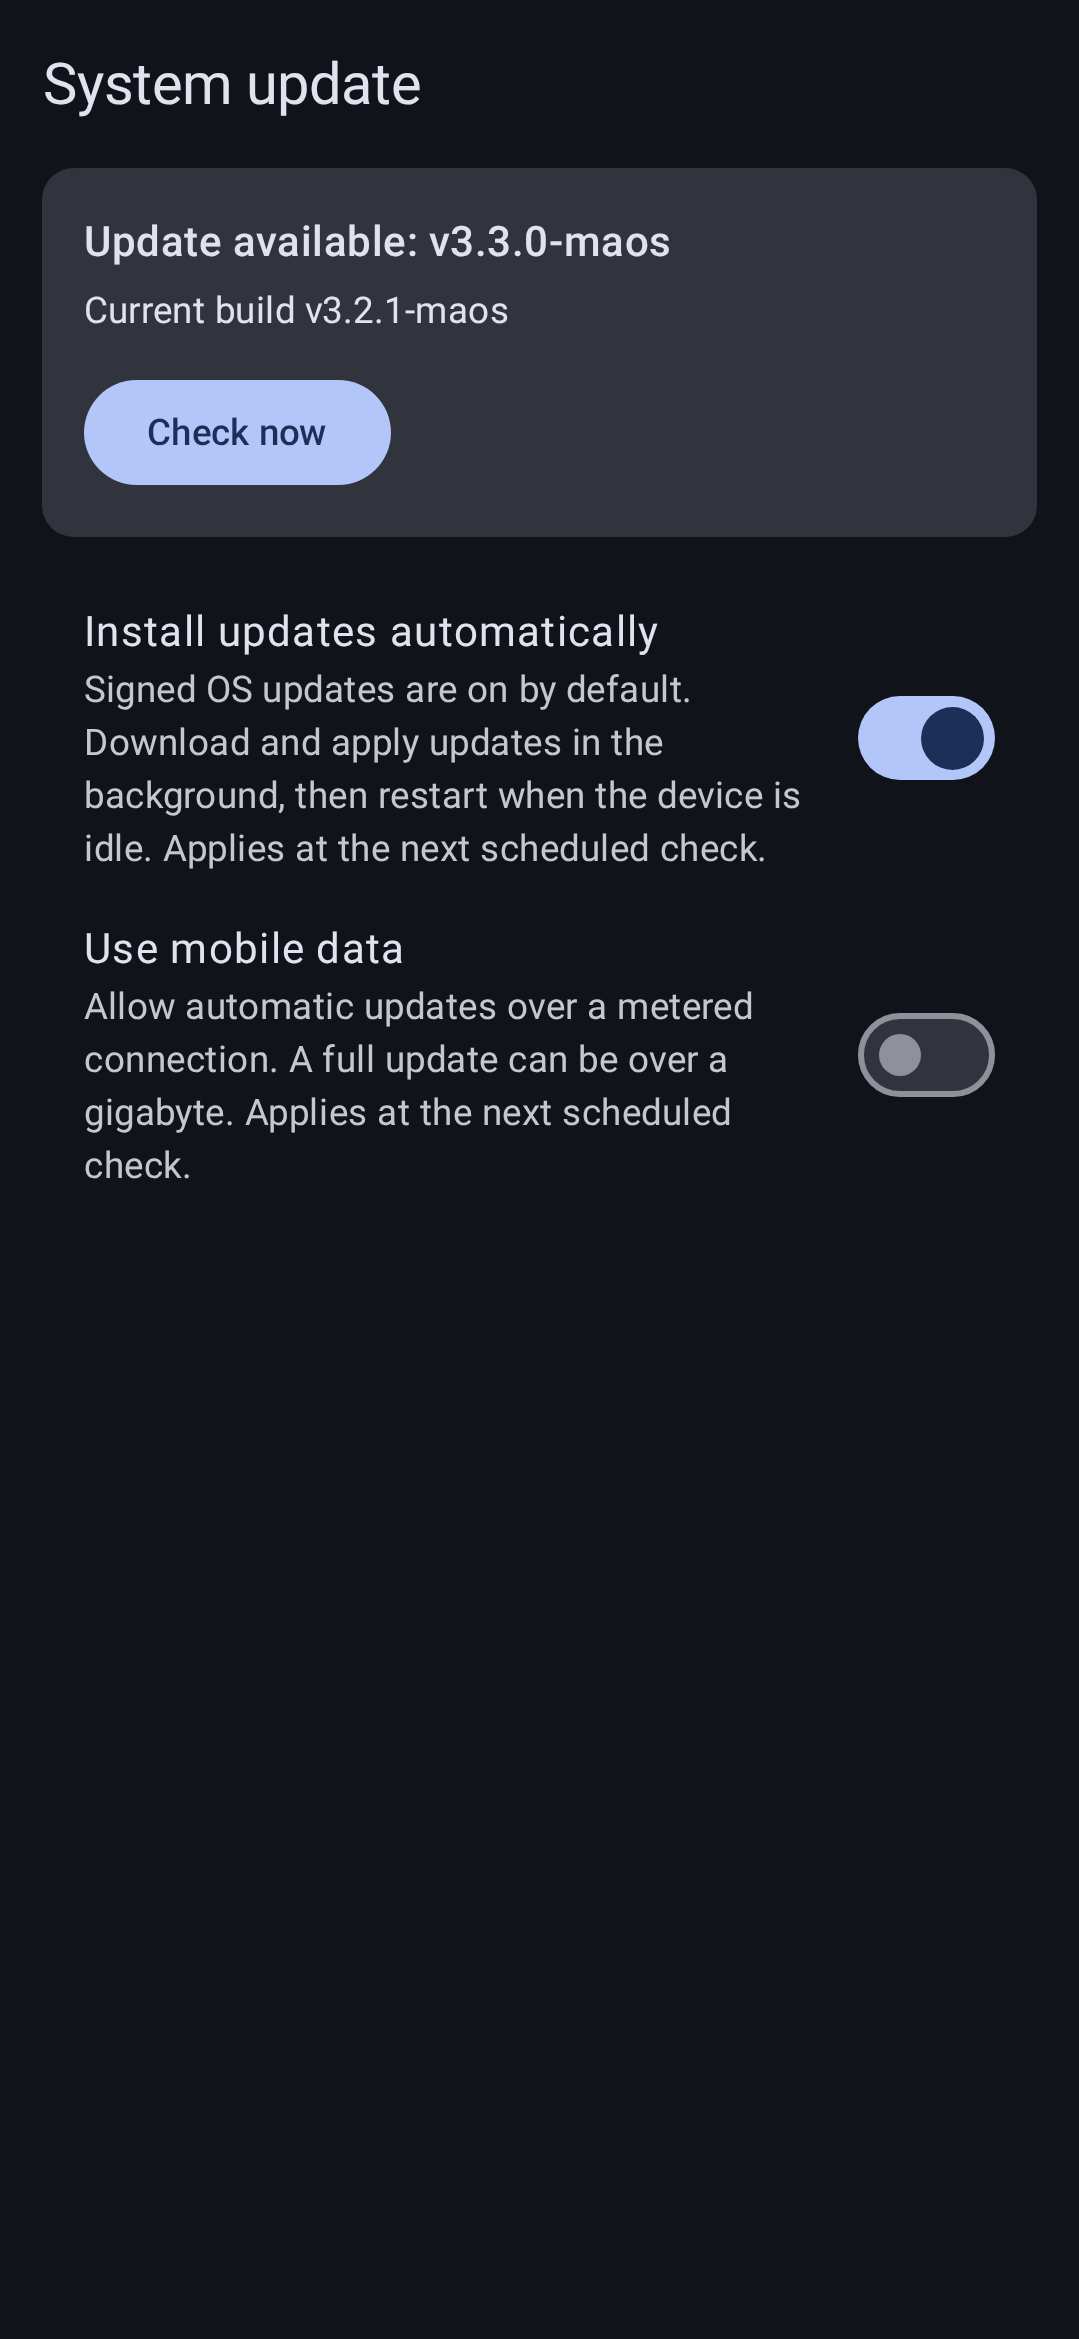 System update
Update available: v3.3.0-maos
Current build v3.2.1-maos
Check now
Install updates automatically
Signed OS updates are on by default.
Download and apply updates in the
background, then restart when the device is
idle. Applies at the next scheduled check.
Use mobile data
Allow automatic updates over a metered
connection. A full update can be over a
gigabyte. Applies at the next scheduled
check.